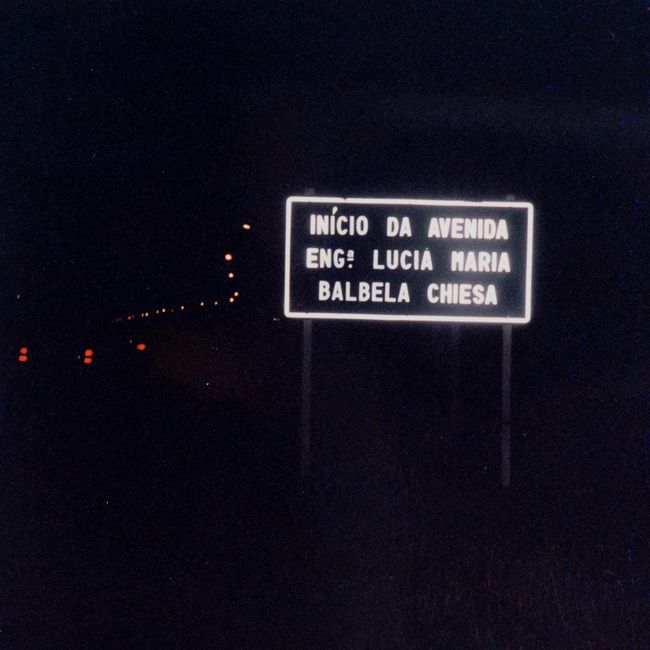 INÍCIO DA AVENIDA
ENGª LUCIA MARIA
BALBELA CHIESA